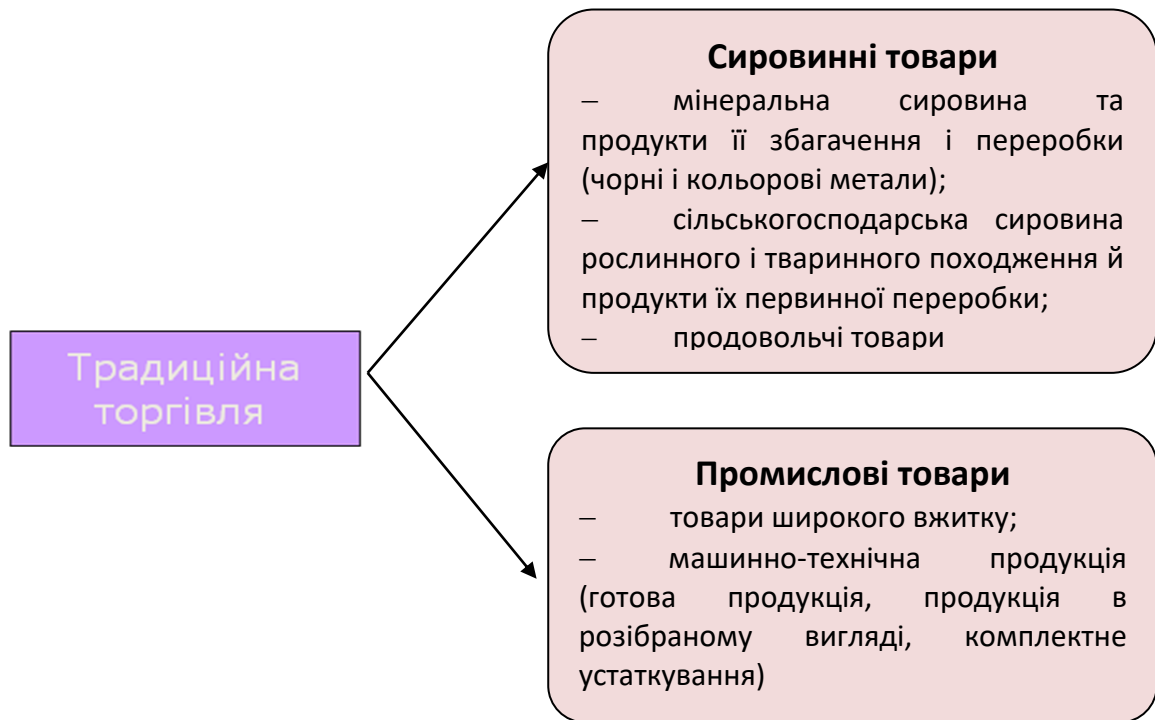 Сировинні товари
– мінеральна сировина та
продукти її збагачення і переробки
(чорні і кольорові метали);
– сільськогосподарська сировина
рослинного і тваринного походження й
продукти їх первинної переробки;
– продовольчі товари
Традиційна
торгівля
Промислові товари
– товари широкого вжитку;
– машинно-технічна продукція
(готова продукція, продукція в
розібраному вигляді, комплектне
устаткування)